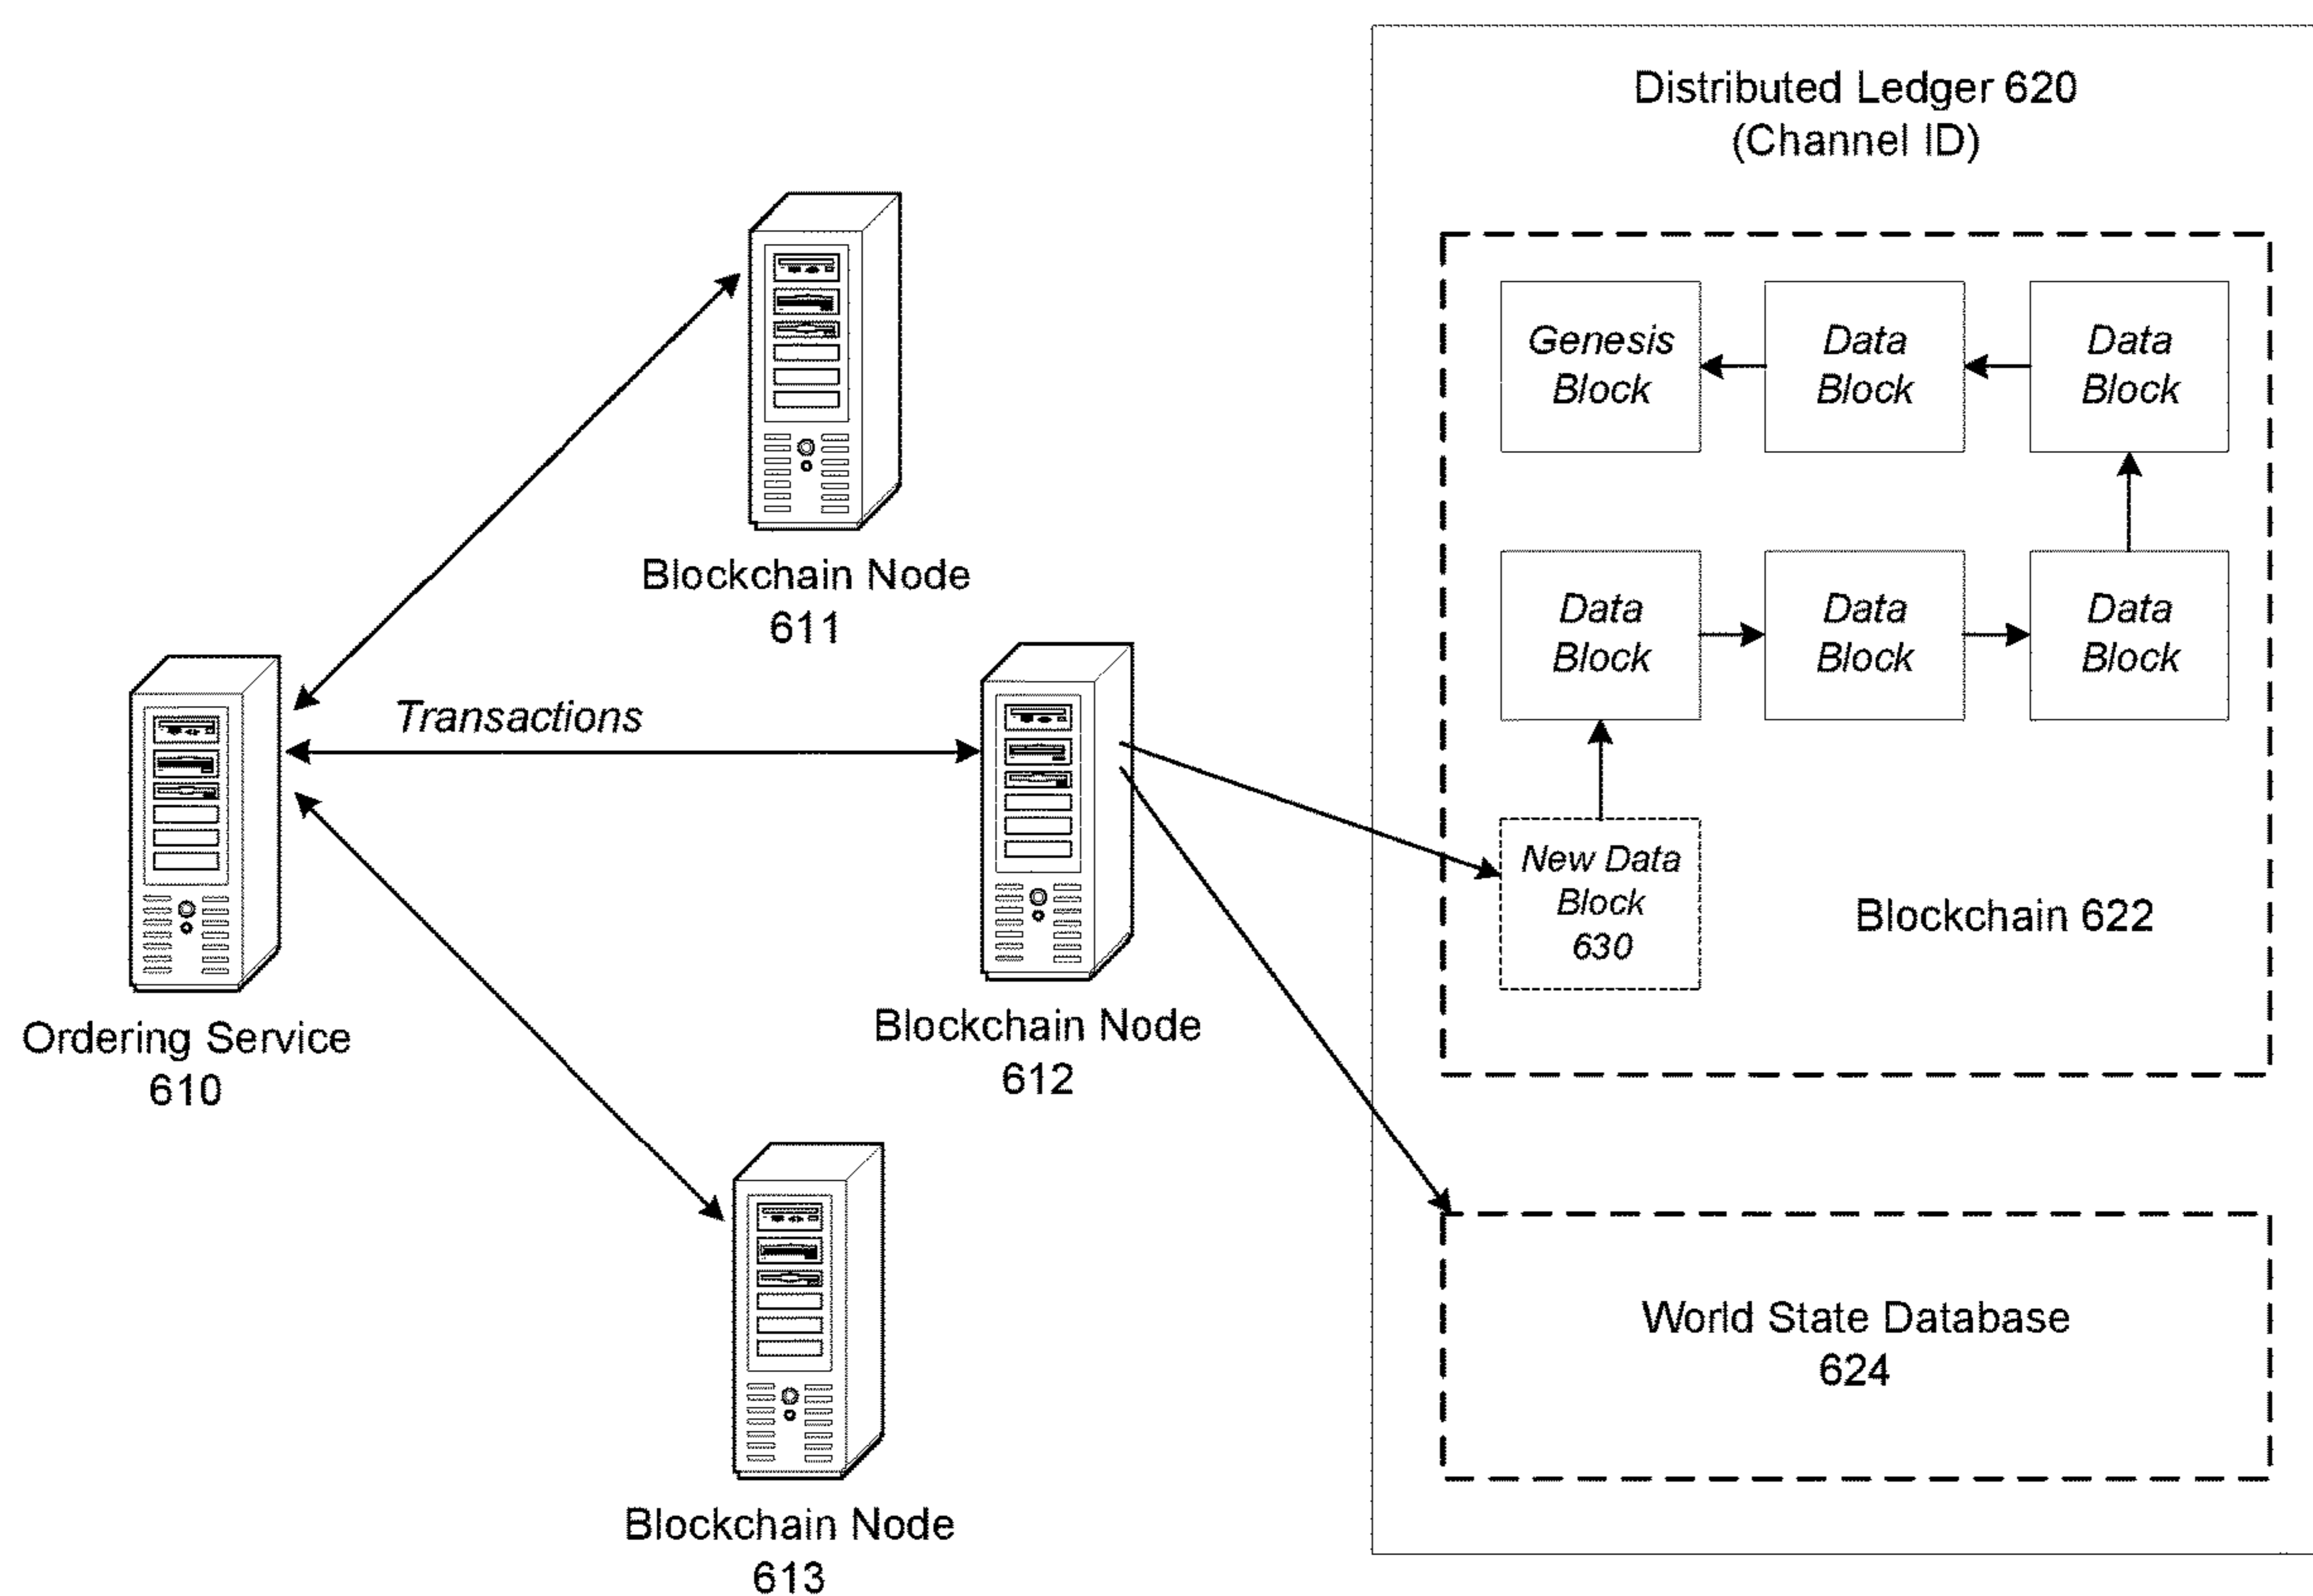 Distributed Ledger 620
(Channel ID)
Genesis
Block
Data
Block
Data
Block
Blockchain Node
611
Data
Block
Data
Block
Data
Block
Transactions
New Data
Block
630
Blockchain 622
Ordering Service
610
Blockchain Node
612
World State Database
624
Blockchain Node
613